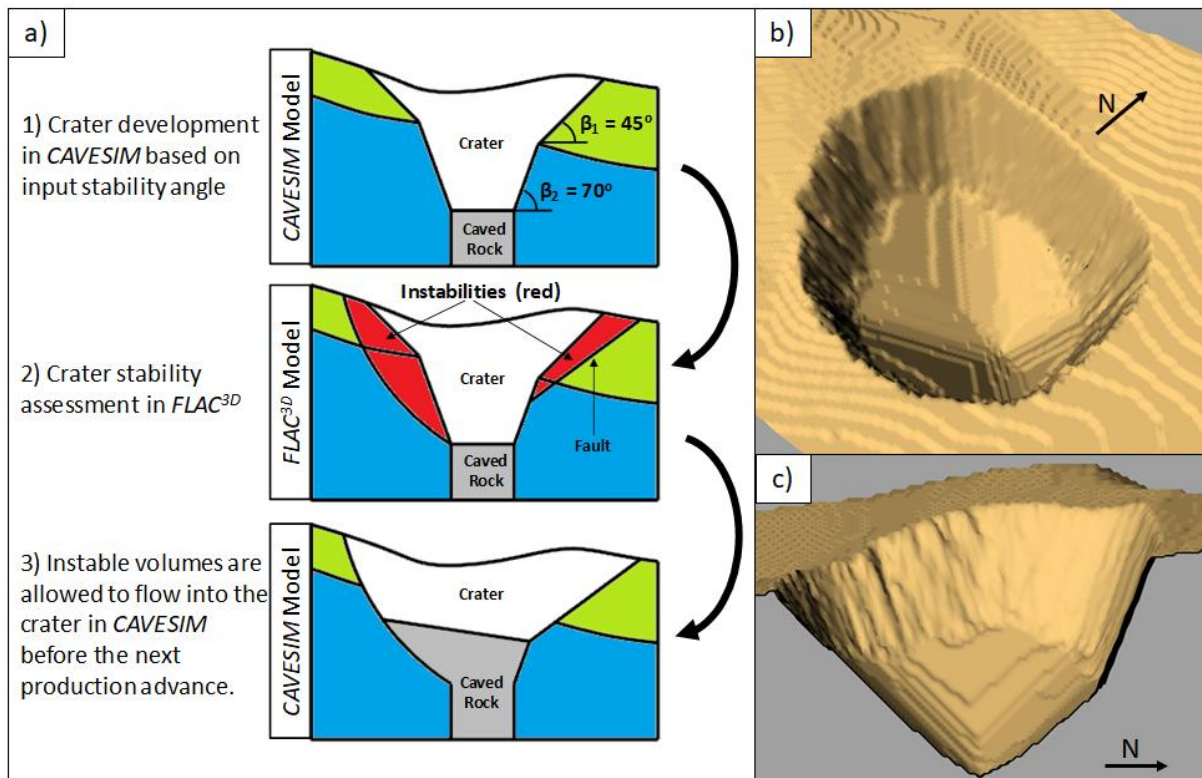 a)
1) Crater development
in CAVESIM based on
input stability angle
CAVESIM Model
Crater
β1 = 45o
β2 = 70o
Caved
Rock
2) Crater stability
assessment in FLAC3D
FLAC3D Model
Instabilities (red)
Crater
Fault
Caved
Rock
3) Instable volumes are
allowed to flow into the
crater in CAVESIM
before the next
production advance.
CAVESIM Model
Crater
Caved
Rock
b)
N
c)
N